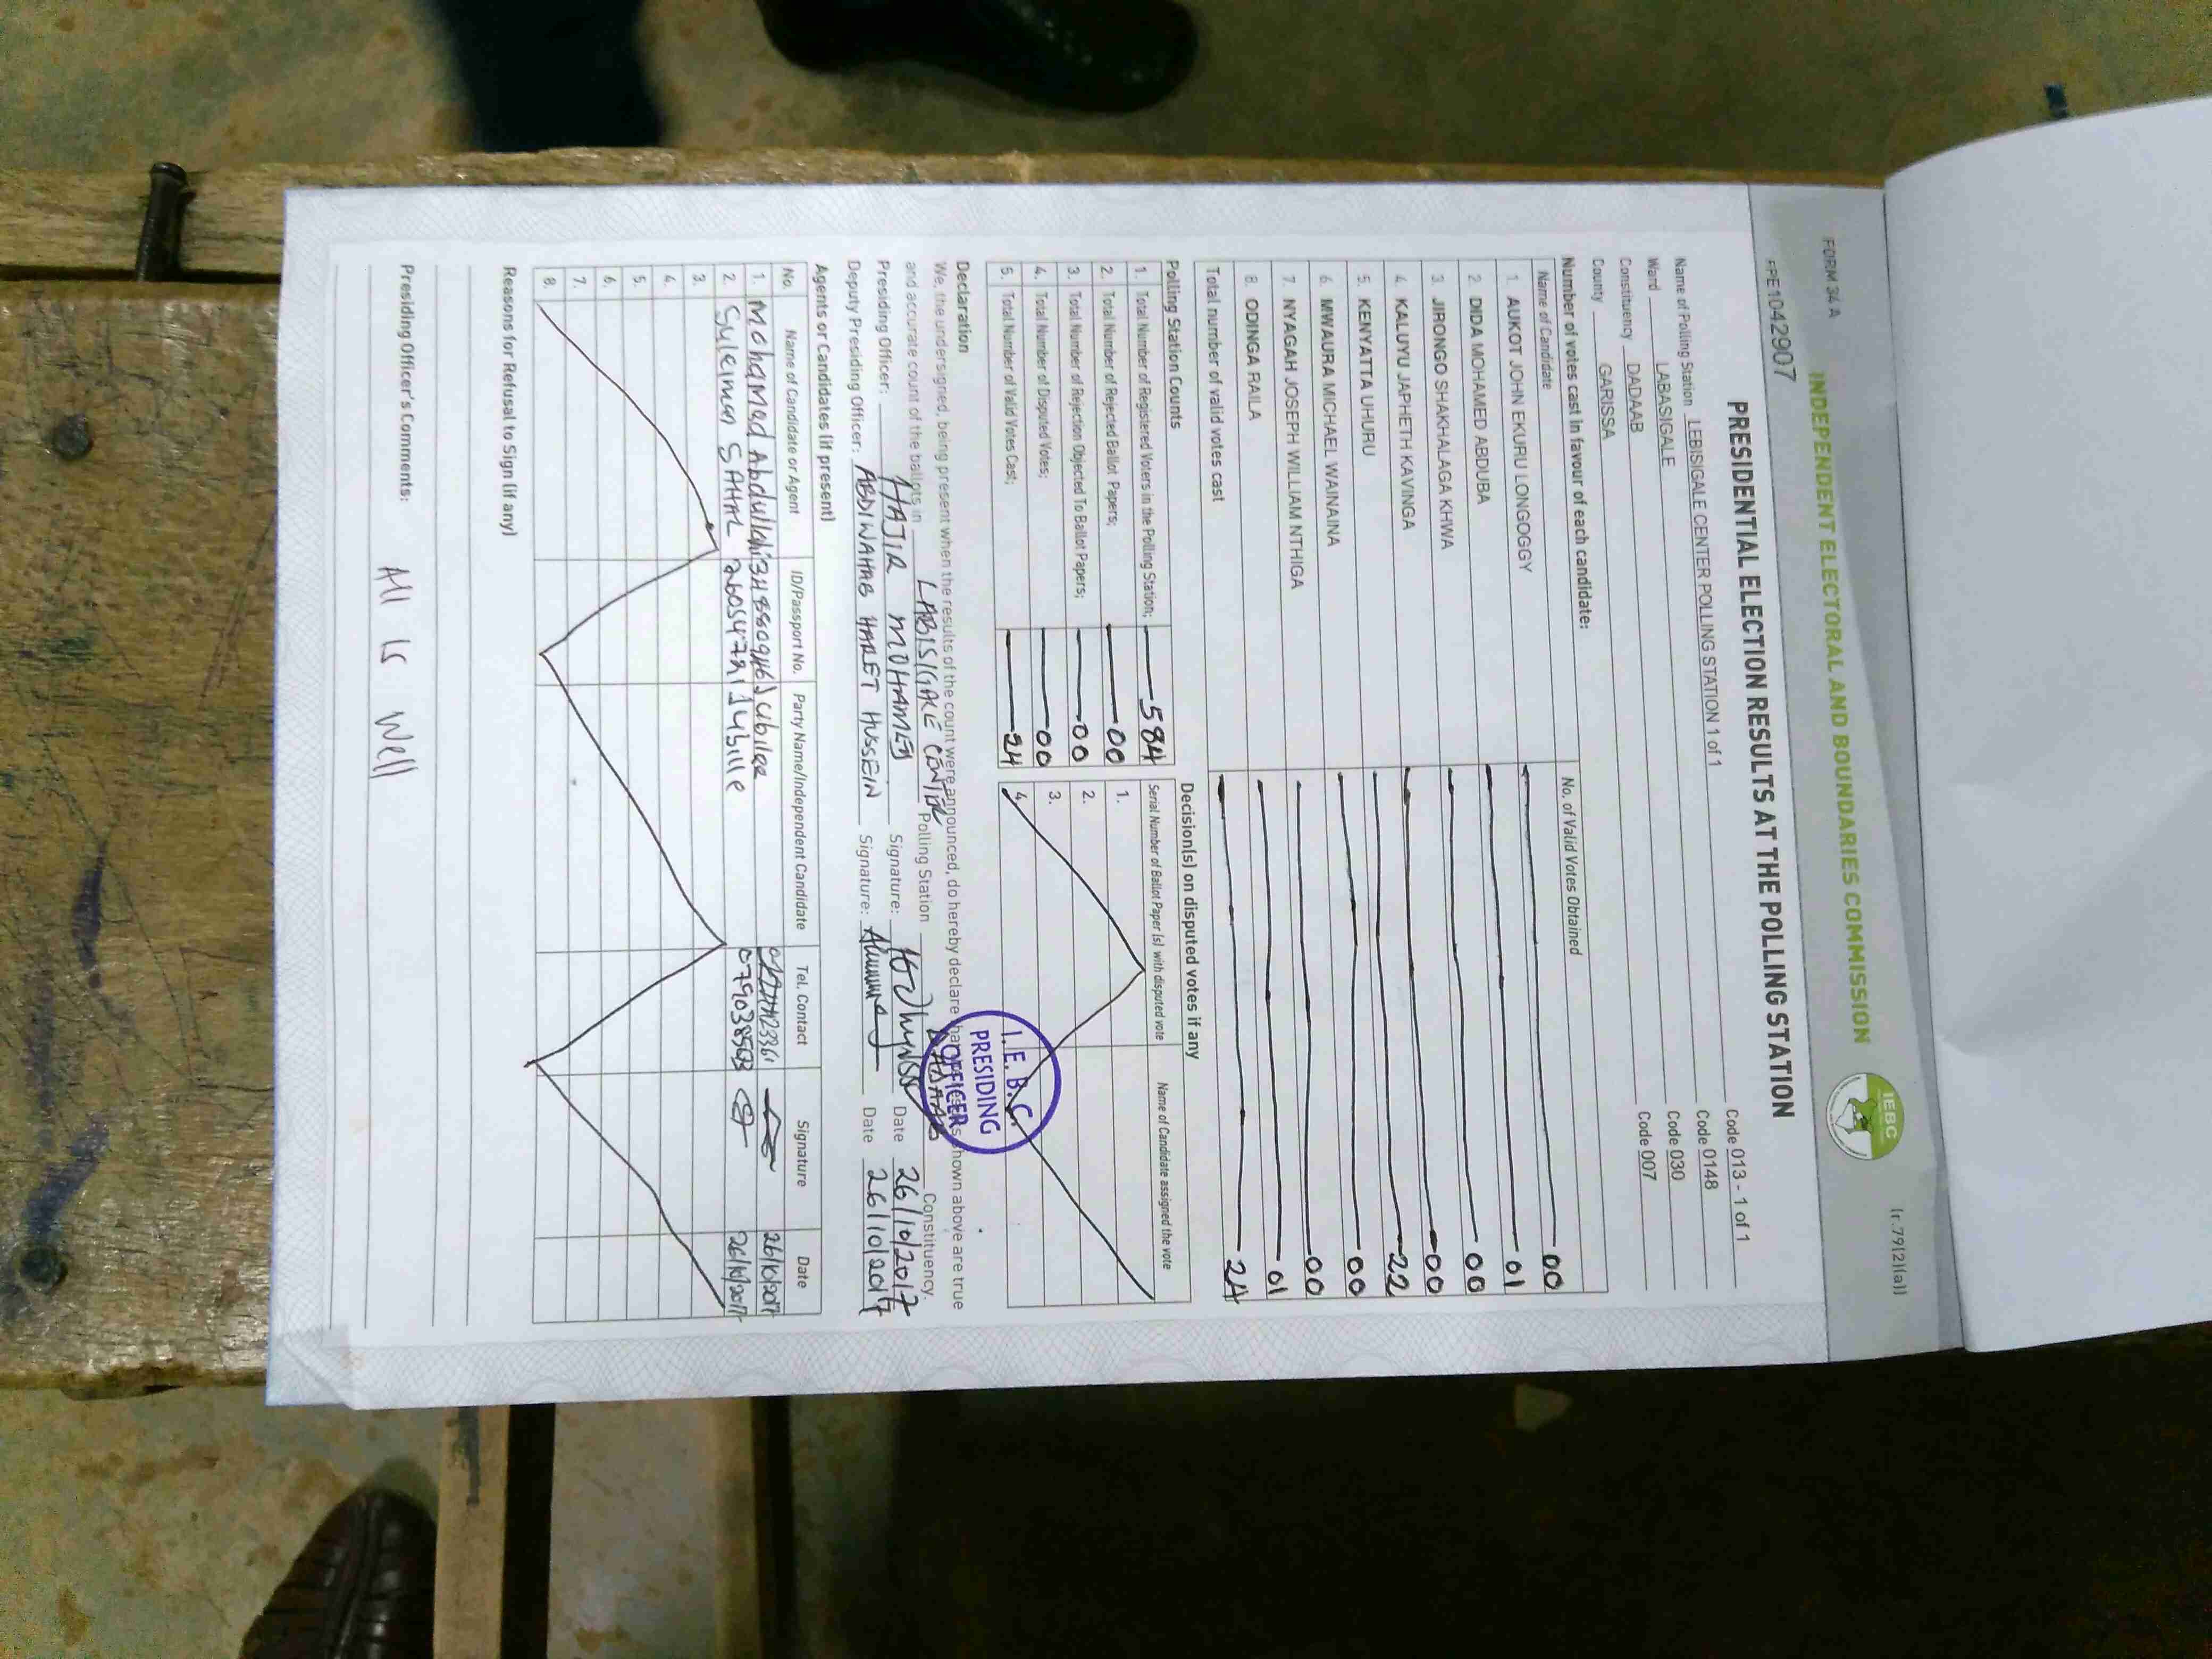 FORM 34A
(r.79(2)(a))
INDEPENDENT ELECTORAL AND BOUNDARIES COMMISSION
IEBC
PPE1042907
PRESIDENTIAL ELECTION RESULTS AT THE POLLING STATION
Name of Polling Station LEBISIGALE CENTER POLLING STATION 1 of 1 Code 013 - 1 of 1
Ward LABASIGALE Code 0148
Constituency DADAAB Code 030
County GARISSA Code 007
Number of votes cast in favour of each candidate:
Name of Candidate No. of Valid Votes Obtained
1. AUKOT JOHN EKURU LONGOGGY 00
2. DIDA MOHAMED ABDUBA 01
3. JIRONGO SHAKHALAGA KHWA 00
4. KALUYU JAPHETH KAVINGA 00
5. KENYATTA UHURU 22
6. MWAURA MICHAEL WAINAINA 00
7. NYAGAH JOSEPH WILLIAM NTHIGA 00
8. ODINGA RAILA 01
Total number of valid votes cast 24
Polling Station Counts
1. Total Number of Registered Voters in the Polling Station; 584
2. Total Number of Rejected Ballot Papers; 00
3. Total Number of Rejection Objected To Ballot Papers; 00
4. Total Number of Disputed Votes; 00
5. Total Number of Valid Votes Cast; 24
Decision(s) on disputed votes if any
Serial Number of Ballot Paper (s) with disputed vote Name of Candidate assigned the vote
1.
2.
3.
4.
Declaration
We, the undersigned, being present when the results of the count were announced, do hereby declare that the results shown above are true
and accurate count of the ballots in LABISIGALE CENTRE Polling Station DADAAB Constituency.
Presiding Officer: HAJIR MOHAMED Signature: Date 26/10/2017
Deputy Presiding Officer: ABDIWAHAB HARET HUSSEIN Signature: Date 26/10/2017
I.E.B.C.
PRESIDING
OFFICER
Agents or Candidates (if present)
No. Name of Candidate or Agent ID/Passport No. Party Name/Independent Candidate Tel. Contact Signature Date
1. Mohamed Abdullahi Jubilee 26/10/2017
2. Suleiman SAHAL Jubille 26/10/2017
3.
4.
5.
6.
7.
8.
Reasons for Refusal to Sign (if any)
Presiding Officer's Comments: All is Well